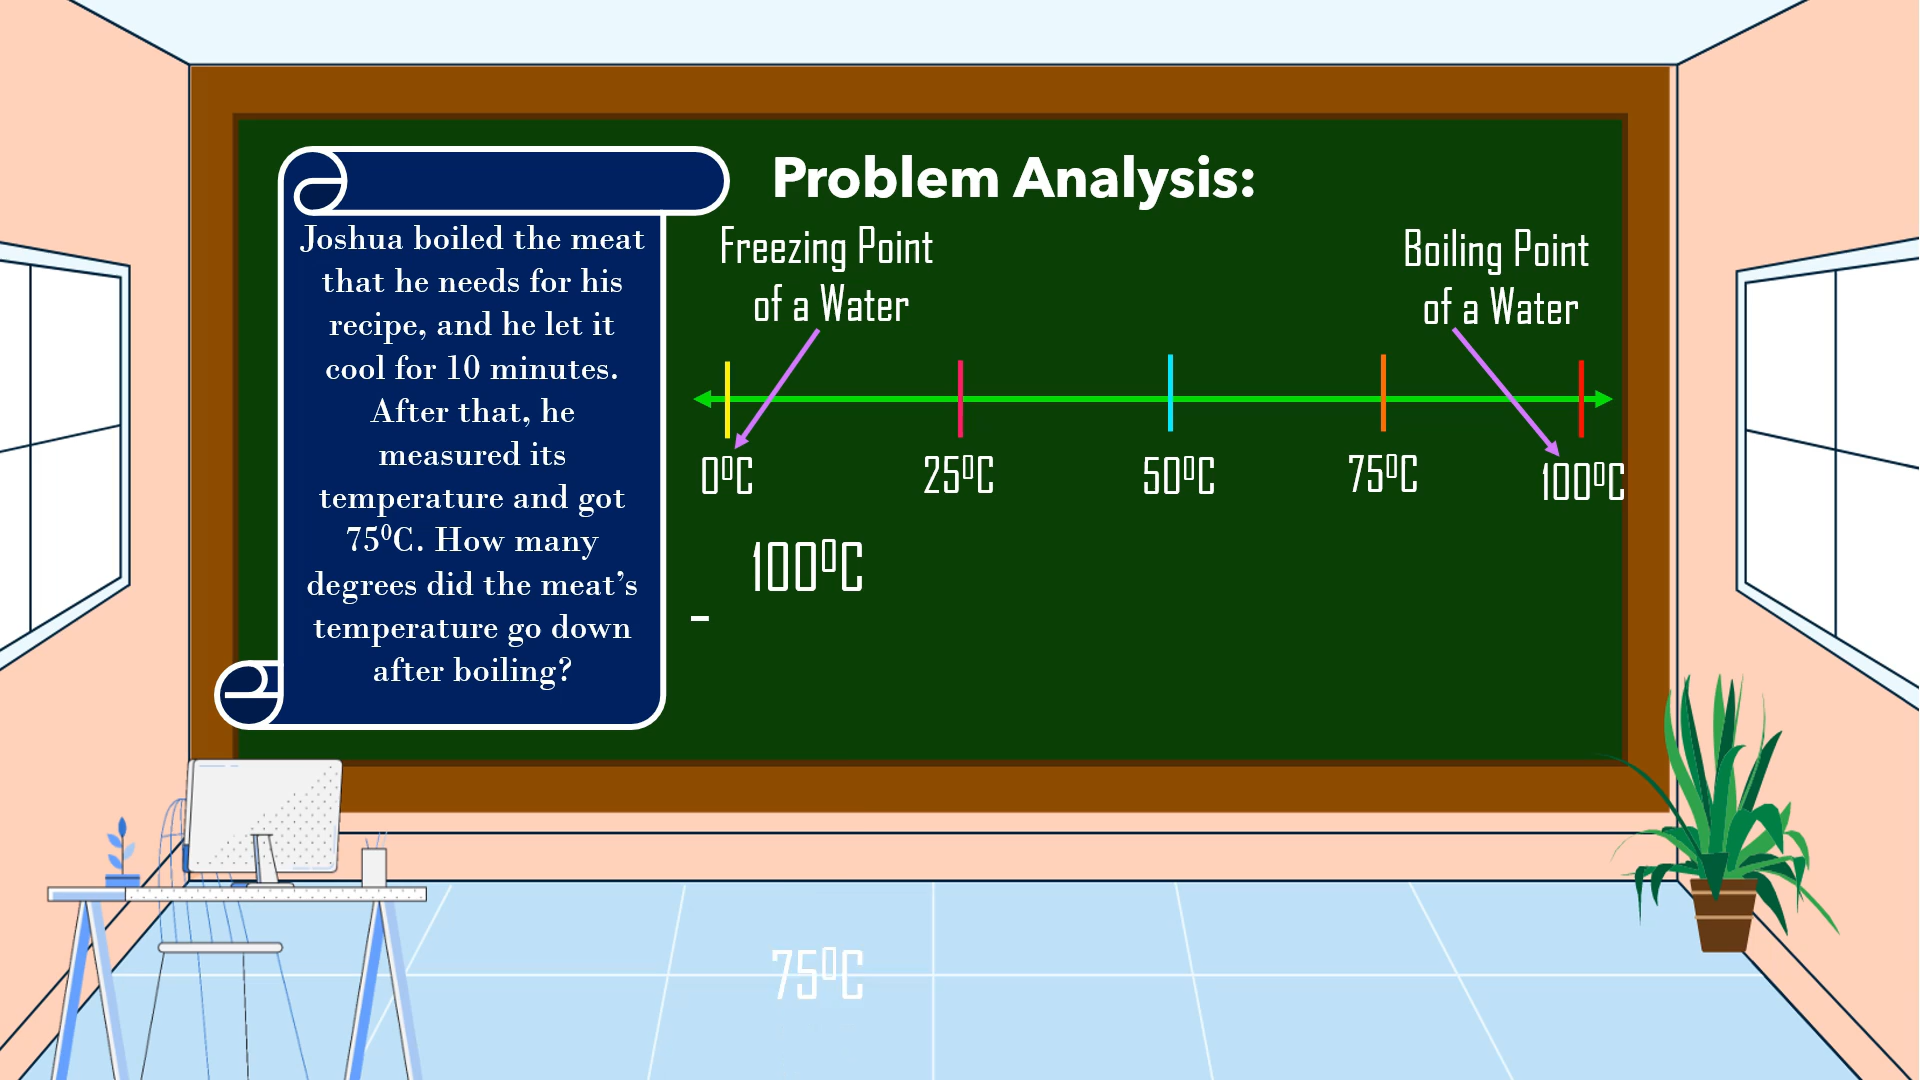 Joshua boiled the meat
that he needs for his
recipe, and he let it
cool for 10 minutes.
After that, he
measured its
temperature and got
75⁰C. How many
degrees did the meat’s
temperature go down
after boiling?
Problem Analysis:
Freezing Point
of a Water
Boiling Point
of a Water
0⁰C 25⁰C 50⁰C 75⁰C 100⁰C
100⁰C
-
75⁰C